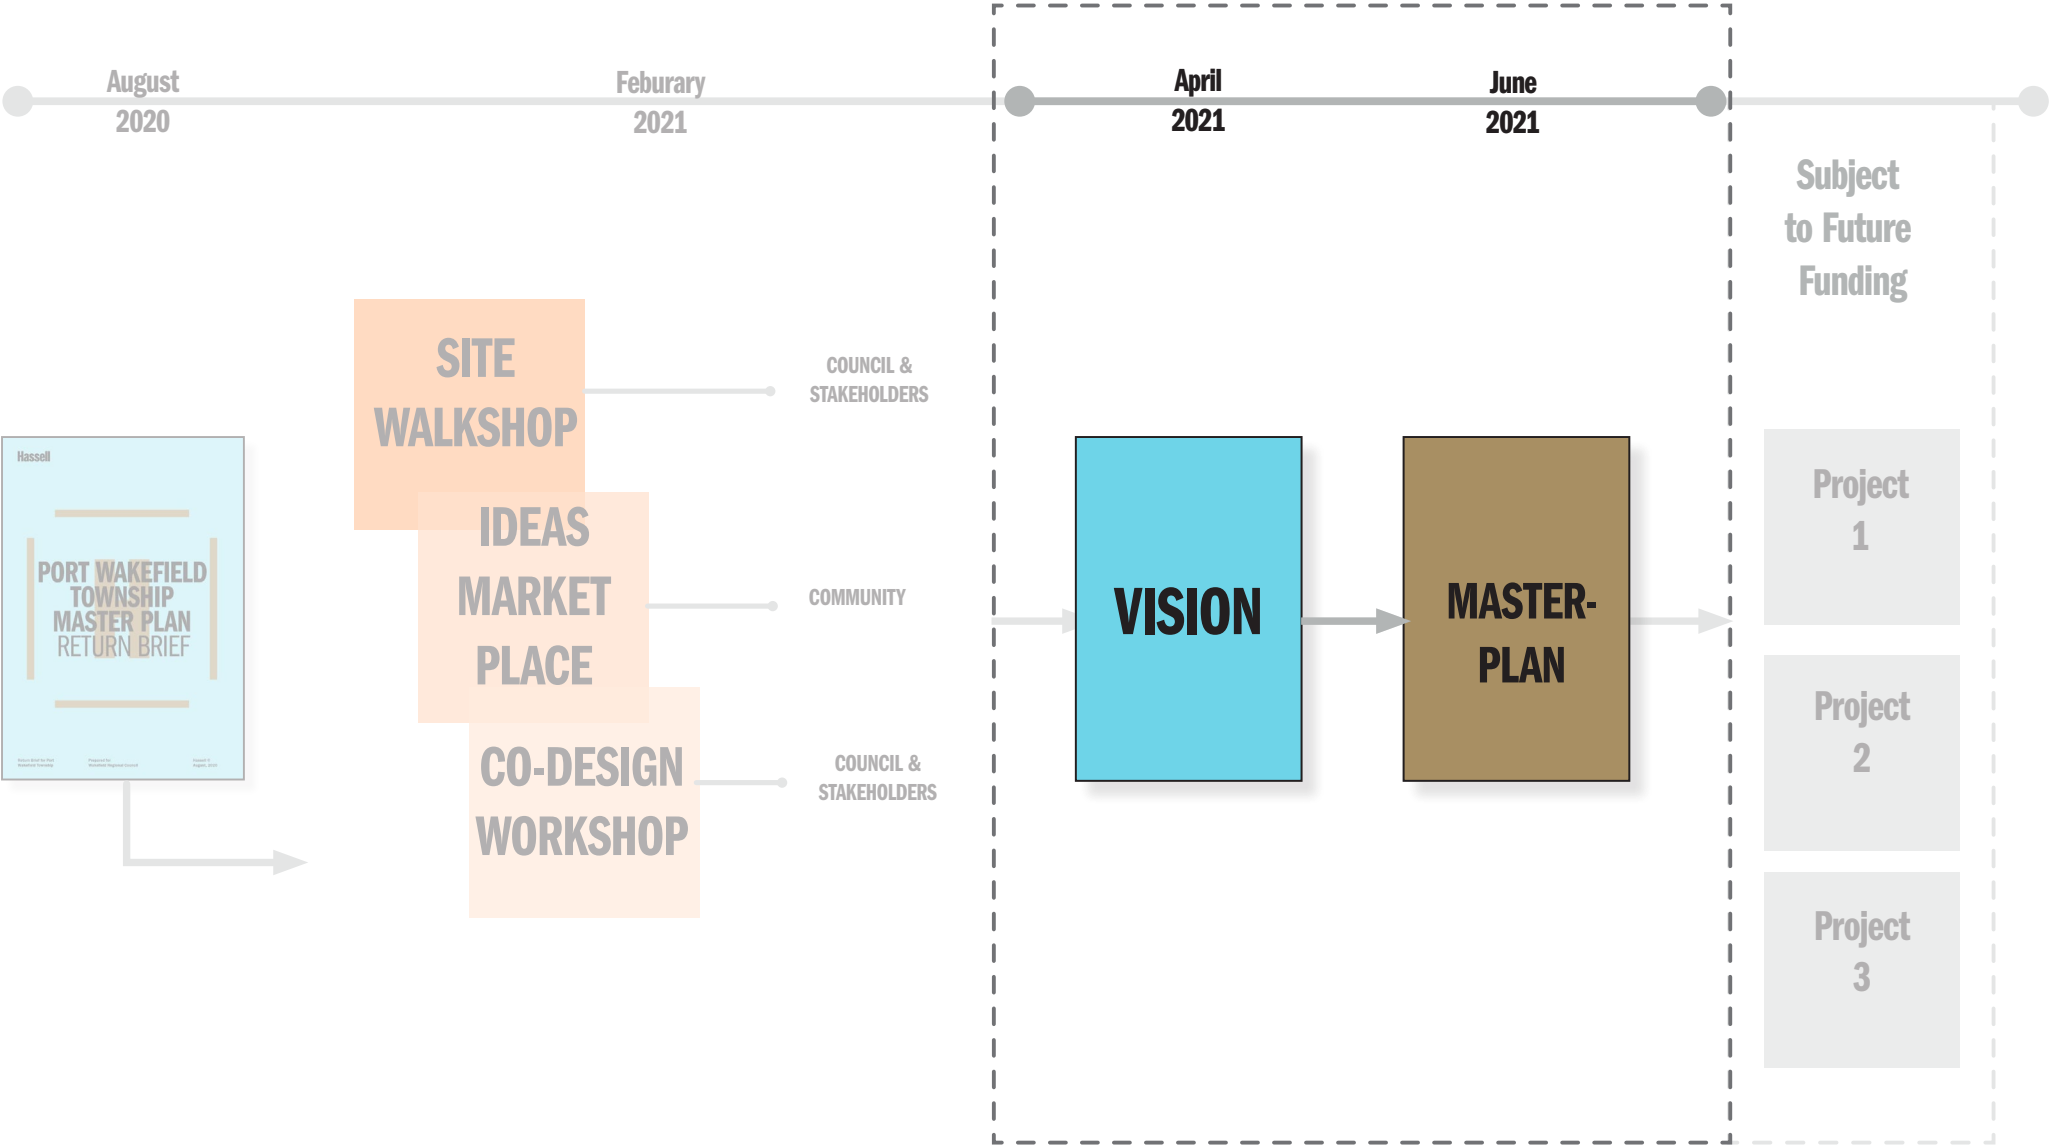 August
2020
Feburary
2021
April
2021
June
2021
Subject
to Future
Funding
Hassell
PORT WAKEFIELD
TOWNSHIP
MASTER PLAN
RETURN BRIEF
SITE
WALKSHOP
COUNCIL &
STAKEHOLDERS
IDEAS
MARKET
PLACE
COMMUNITY
CO-DESIGN
WORKSHOP
COUNCIL &
STAKEHOLDERS
VISION
MASTER-
PLAN
Project
1
Project
2
Project
3